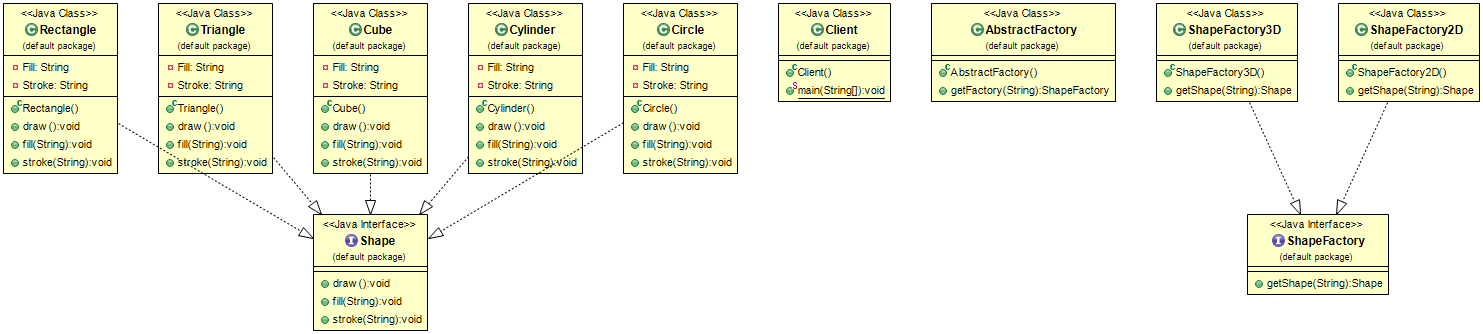 <<Java Class>>
Rectangle
(default package)
Fill: String
Stroke: String
Rectangle()
draw():void
fill(String):void
stroke(String):void
<<Java Class>>
Triangle
(default package)
Fill: String
Stroke: String
Triangle()
draw():void
fill(String):void
stroke(String):void
<<Java Class>>
Cube
(default package)
Fill: String
Stroke: String
Cube()
draw():void
fill(String):void
stroke(String):void
<<Java Class>>
Cylinder
(default package)
Fill: String
Stroke: String
Cylinder()
draw():void
fill(String):void
stroke(String):void
<<Java Class>>
Circle
(default package)
Fill: String
Stroke: String
Circle()
draw():void
fill(String):void
stroke(String):void
<<Java Class>>
Client
(default package)
Client()
main(String[]):void
<<Java Class>>
AbstractFactory
(default package)
AbstractFactory()
getFactory(String):ShapeFactory
<<Java Class>>
ShapeFactory3D
(default package)
ShapeFactory3D()
getShape(String):Shape
<<Java Class>>
ShapeFactory2D
(default package)
ShapeFactory2D()
getShape(String):Shape
<<Java Interface>>
Shape
(default package)
draw():void
fill(String):void
stroke(String):void
<<Java Interface>>
ShapeFactory
(default package)
getShape(String):Shape